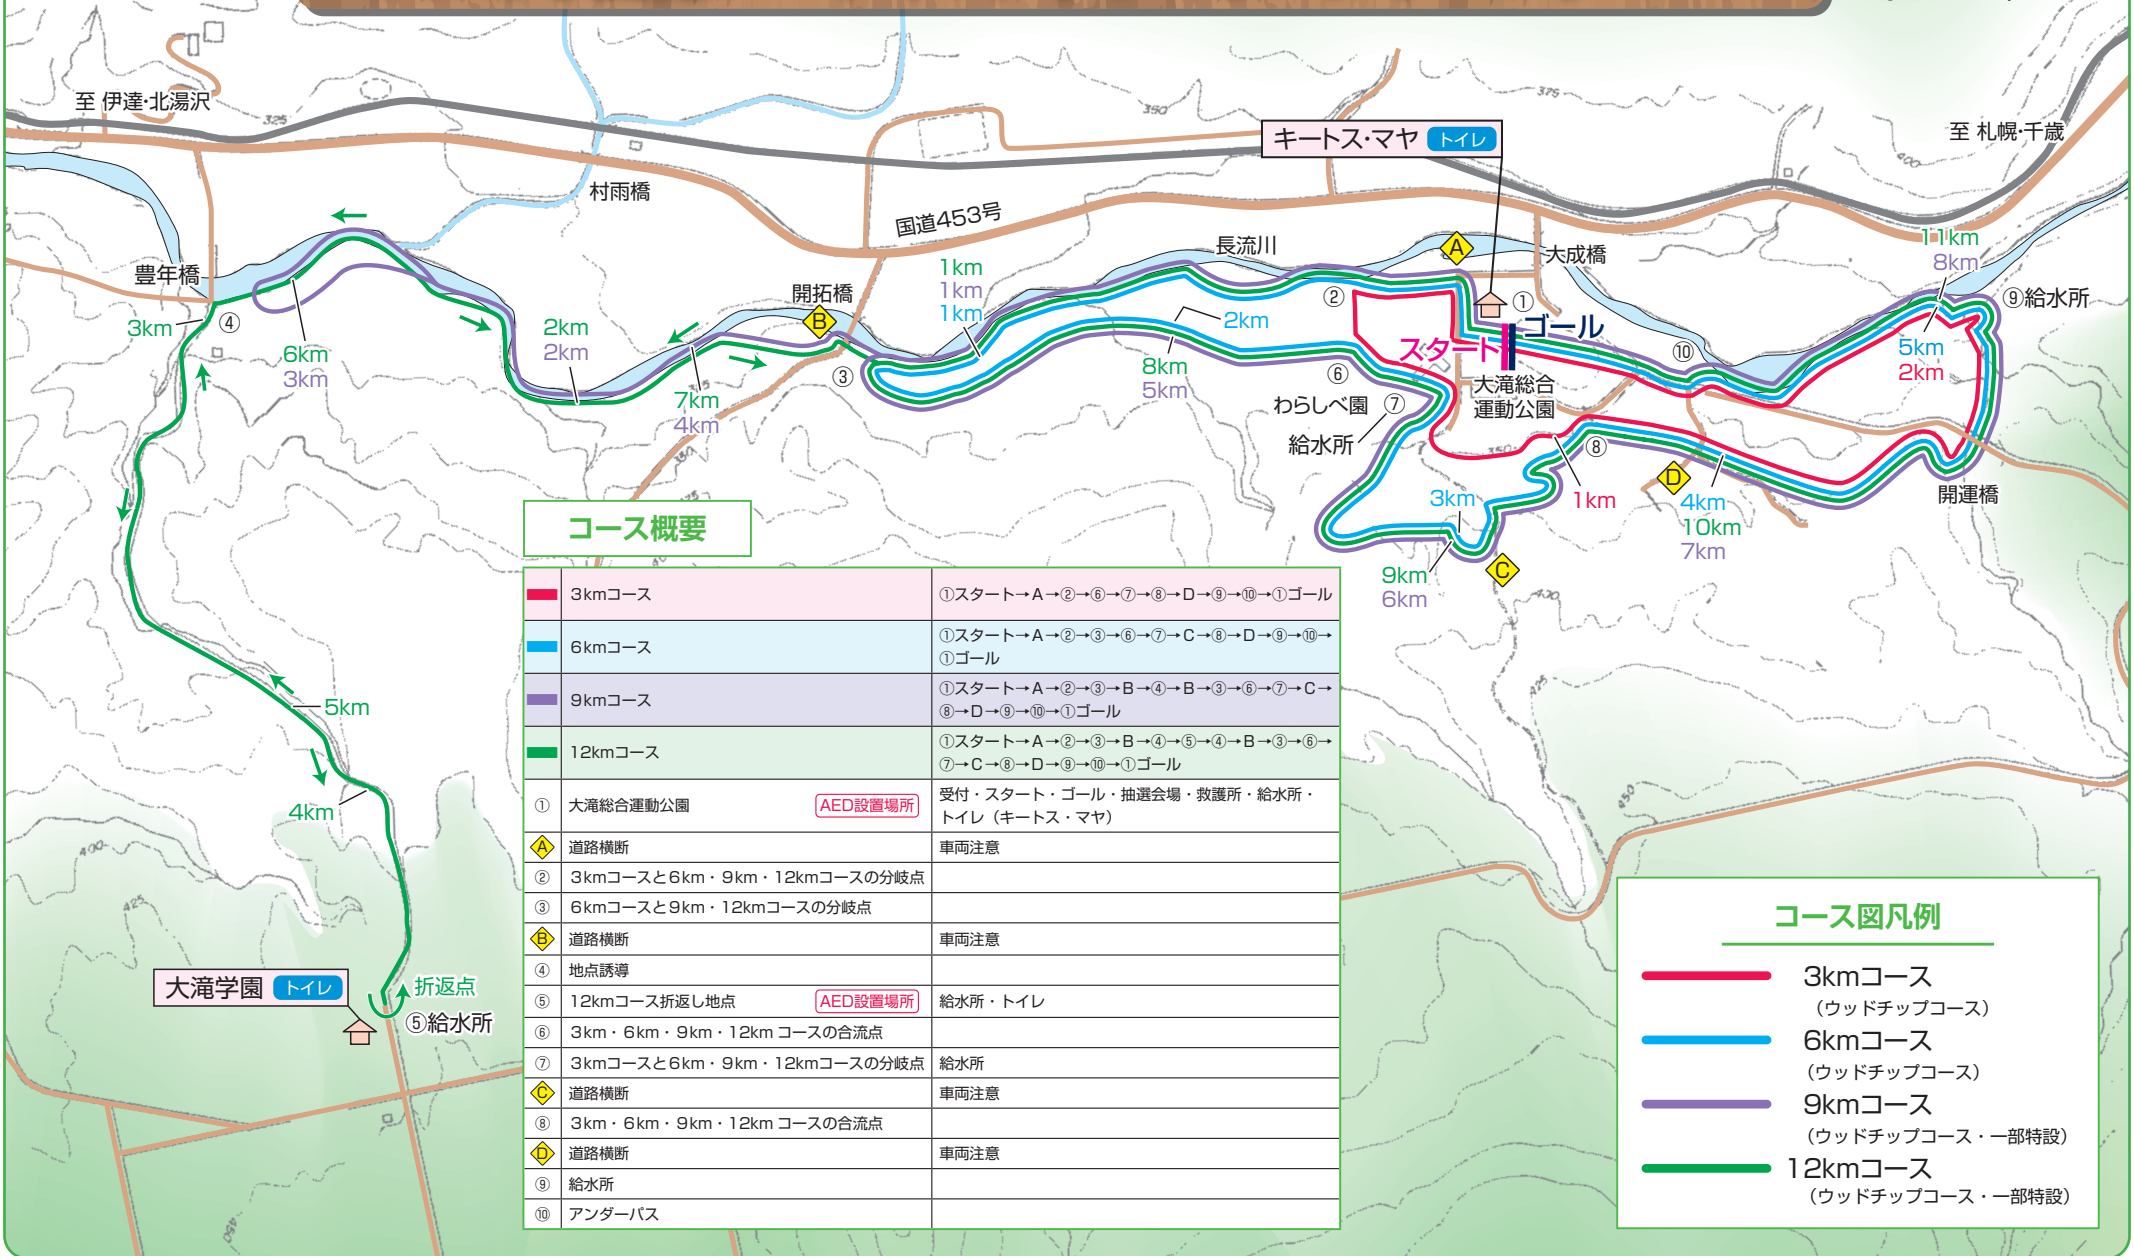 至 伊達・北湯沢
325
350
375
至 札幌・千歳
400
キートス・マヤ トイレ
村雨橋
国道453号
長流川
大成橋
豊年橋
開拓橋
A
B
①
②
③
④
3km
6km
3km
2km
2km
7km
4km
1km
1km
1km
2km
8km
5km
スタート
ゴール
大滝総合
運動公園
⑥
⑦
わらしべ園
給水所
350
⑧
⑩
11km
8km
⑨給水所
5km
2km
開運橋
D
4km
10km
7km
1km
3km
9km
6km
C
430
425
450
5km
4km
400
425
450
大滝学園 トイレ
折返点
⑤給水所
コース概要
3kmコース ①スタート→A→②→⑥→⑦→⑧→D→⑨→⑩→①ゴール
6kmコース ①スタート→A→②→③→⑥→⑦→C→⑧→D→⑨→⑩→
①ゴール
9kmコース ①スタート→A→②→③→B→④→B→③→⑥→⑦→C→
⑧→D→⑨→⑩→①ゴール
12kmコース ①スタート→A→②→③→B→④→⑤→④→B→③→⑥→
⑦→C→⑧→D→⑨→⑩→①ゴール
① 大滝総合運動公園 AED設置場所 受付・スタート・ゴール・抽選会場・救護所・給水所・
トイレ（キートス・マヤ）
A 道路横断 車両注意
② 3kmコースと6km・9km・12kmコースの分岐点
③ 6kmコースと9km・12kmコースの分岐点
B 道路横断 車両注意
④ 地点誘導
⑤ 12kmコース折返し地点 AED設置場所 給水所・トイレ
⑥ 3km・6km・9km・12km コースの合流点
⑦ 3kmコースと6km・9km・12kmコースの分岐点 給水所
C 道路横断 車両注意
⑧ 3km・6km・9km・12km コースの合流点
D 道路横断 車両注意
⑨ 給水所
⑩ アンダーパス
コース図凡例
3kmコース
（ウッドチップコース）
6kmコース
（ウッドチップコース）
9kmコース
（ウッドチップコース・一部特設）
12kmコース
（ウッドチップコース・一部特設）